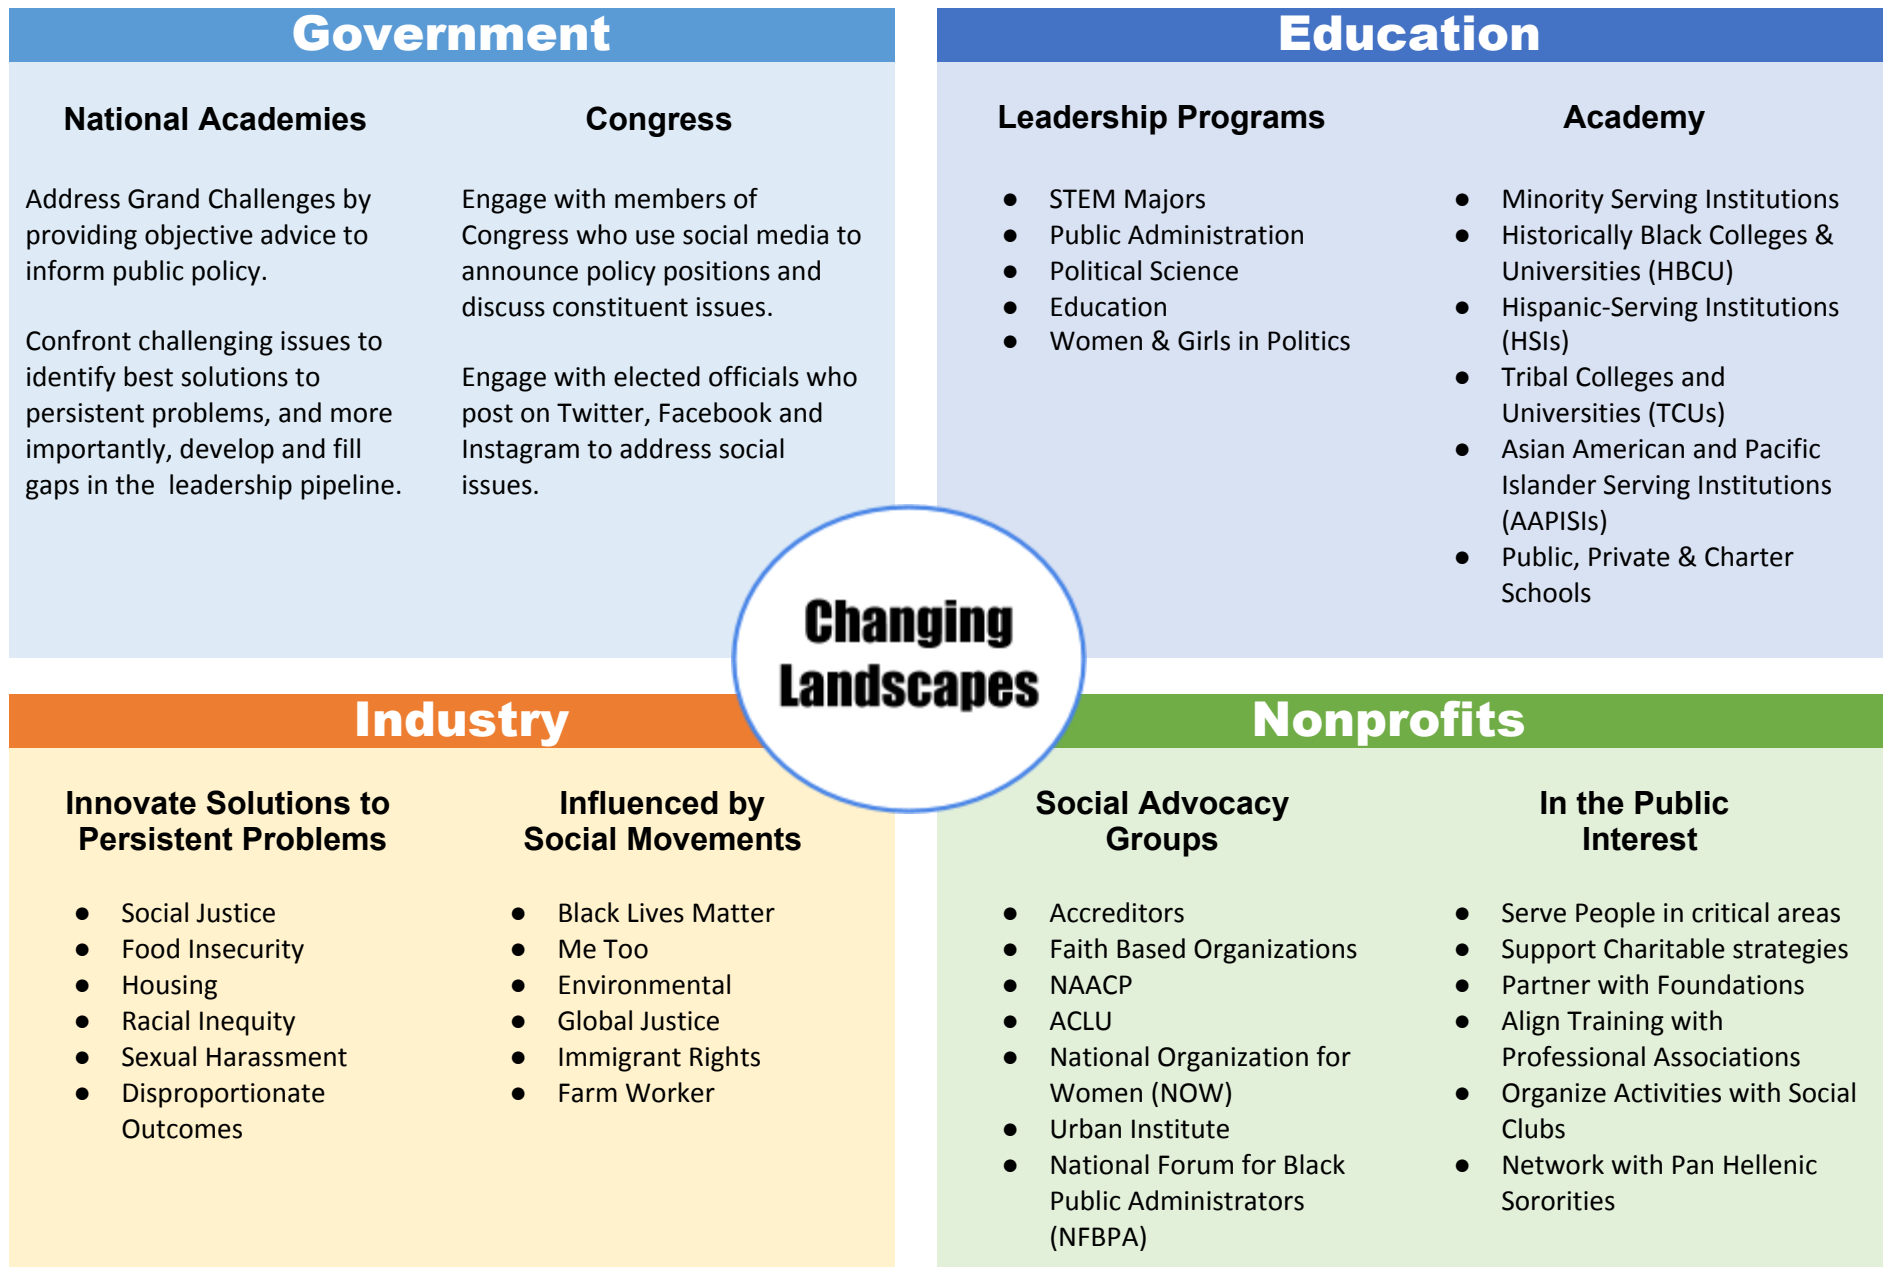 Government
National Academies
Address Grand Challenges by
providing objective advice to
inform public policy.
Confront challenging issues to
identify best solutions to
persistent problems, and more
importantly, develop and fill
gaps in the  leadership pipeline.
Congress
Engage with members of
Congress who use social media to
announce policy positions and
discuss constituent issues.
Engage with elected officials who
post on Twitter, Facebook and
Instagram to address social
issues.
Education
Leadership Programs
● STEM Majors
● Public Administration
● Political Science
● Education
● Women & Girls in Politics
Academy
● Minority Serving Institutions
● Historically Black Colleges &
Universities (HBCU)
● Hispanic-Serving Institutions
(HSIs)
● Tribal Colleges and
Universities (TCUs)
● Asian American and Pacific
Islander Serving Institutions
(AAPISIs)
● Public, Private & Charter
Schools
Changing
Landscapes
Industry
Innovate Solutions to
Persistent Problems
● Social Justice
● Food Insecurity
● Housing
● Racial Inequity
● Sexual Harassment
● Disproportionate
Outcomes
Influenced by
Social Movements
● Black Lives Matter
● Me Too
● Environmental
● Global Justice
● Immigrant Rights
● Farm Worker
Nonprofits
Social Advocacy
Groups
● Accreditors
● Faith Based Organizations
● NAACP
● ACLU
● National Organization for
Women (NOW)
● Urban Institute
● National Forum for Black
Public Administrators
(NFBPA)
In the Public
Interest
● Serve People in critical areas
● Support Charitable strategies
● Partner with Foundations
● Align Training with
Professional Associations
● Organize Activities with Social
Clubs
● Network with Pan Hellenic
Sororities